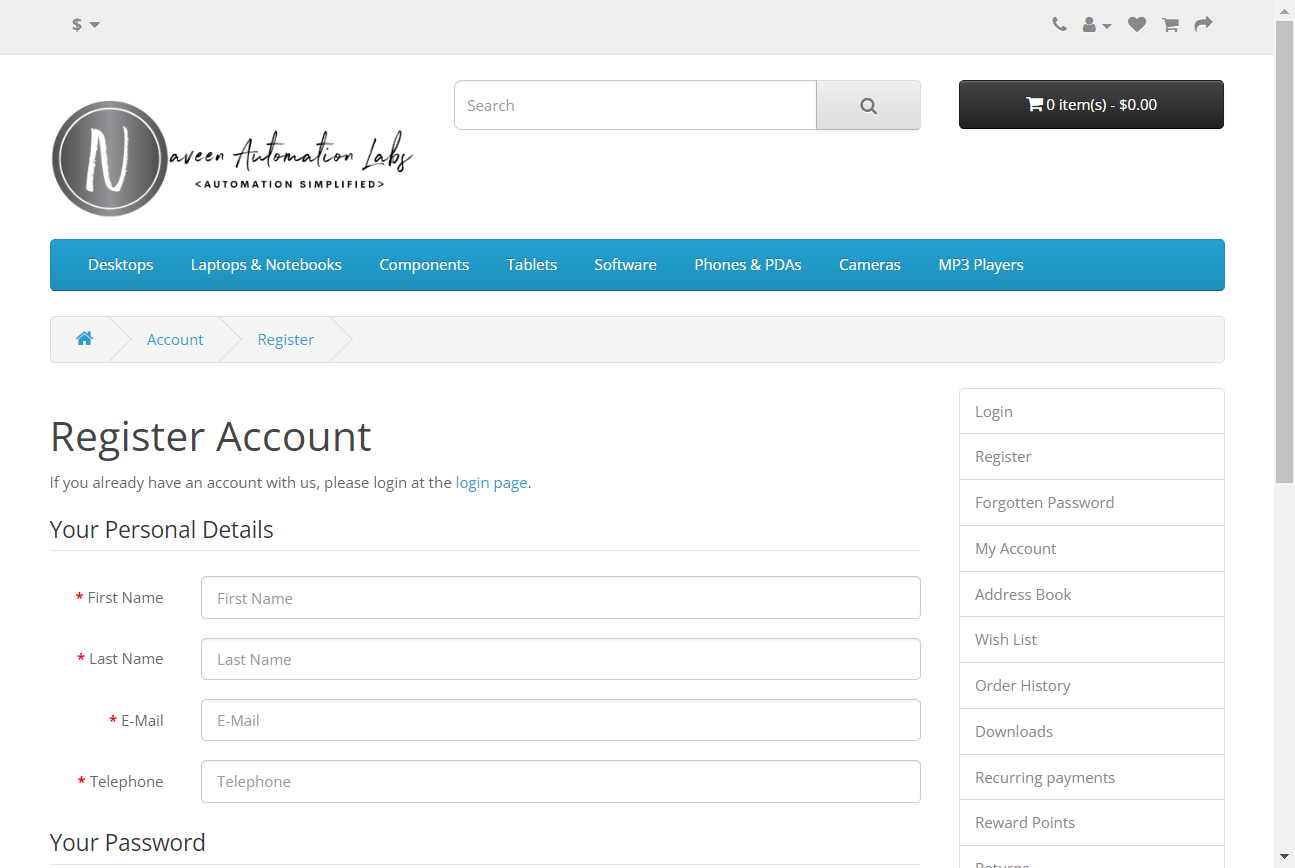 $
Search
0 item(s) - $0.00
N
aveen Automation Labs
<AUTOMATION SIMPLIFIED>
Desktops
Laptops & Notebooks
Components
Tablets
Software
Phones & PDAs
Cameras
MP3 Players
Account
Register
Register Account
If you already have an account with us, please login at the login page.
Your Personal Details
* First Name
First Name
* Last Name
Last Name
* E-Mail
E-Mail
* Telephone
Telephone
Your Password
Login
Register
Forgotten Password
My Account
Address Book
Wish List
Order History
Downloads
Recurring payments
Reward Points
Returns